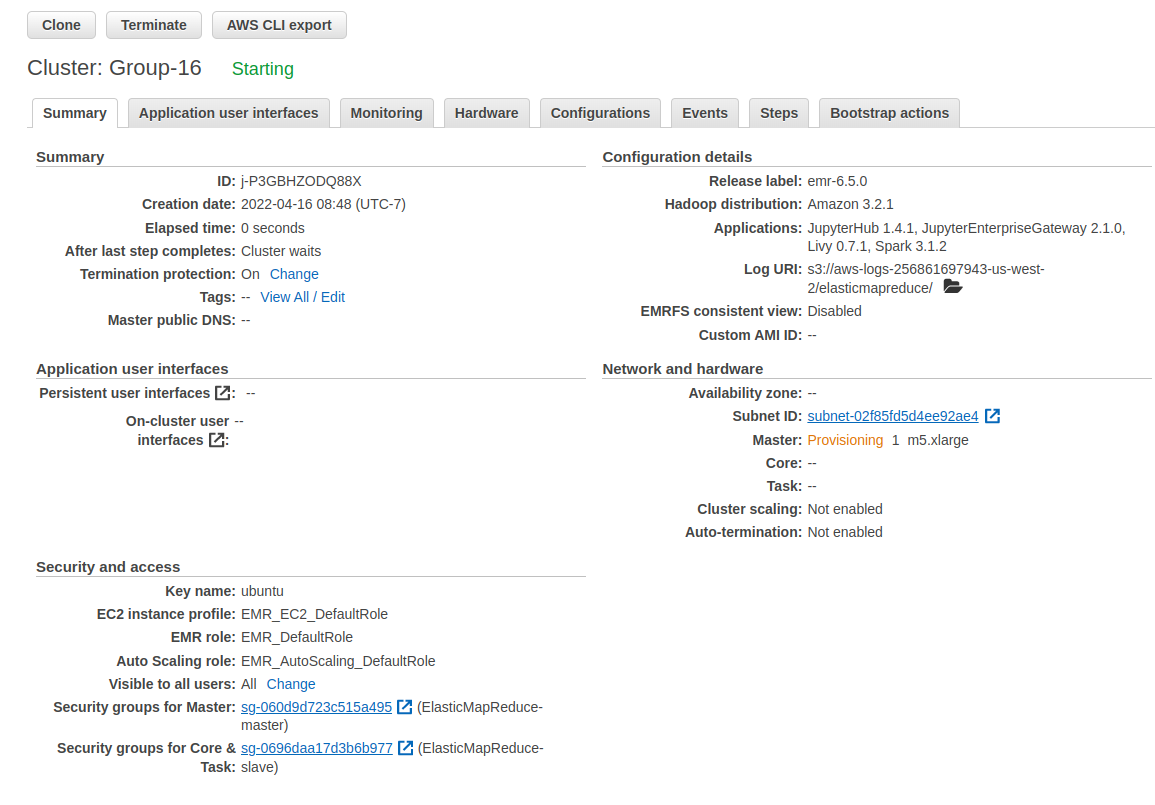 Clone Terminate AWS CLI export
Cluster: Group-16 Starting
Summary Application user interfaces Monitoring Hardware Configurations Events Steps Bootstrap actions
Summary
ID: j-P3GBHZODQ88X
Creation date: 2022-04-16 08:48 (UTC-7)
Elapsed time: 0 seconds
After last step completes: Cluster waits
Termination protection: On Change
Tags: -- View All / Edit
Master public DNS: --
Configuration details
Release label: emr-6.5.0
Hadoop distribution: Amazon 3.2.1
Applications: JupyterHub 1.4.1, JupyterEnterpriseGateway 2.1.0,
Livy 0.7.1, Spark 3.1.2
Log URI: s3://aws-logs-256861697943-us-west-
2/elasticmapreduce/
EMRFS consistent view: Disabled
Custom AMI ID: --
Application user interfaces
Persistent user interfaces : --
On-cluster user --
interfaces :
Network and hardware
Availability zone: --
Subnet ID: subnet-02f85fd5d4ee92ae4
Master: Provisioning 1 m5.xlarge
Core: --
Task: --
Cluster scaling: Not enabled
Auto-termination: Not enabled
Security and access
Key name: ubuntu
EC2 instance profile: EMR_EC2_DefaultRole
EMR role: EMR_DefaultRole
Auto Scaling role: EMR_AutoScaling_DefaultRole
Visible to all users: All Change
Security groups for Master: sg-060d9d723c515a495 (ElasticMapReduce-
master)
Security groups for Core & sg-0696daa17d3b6b977 (ElasticMapReduce-
Task: slave)